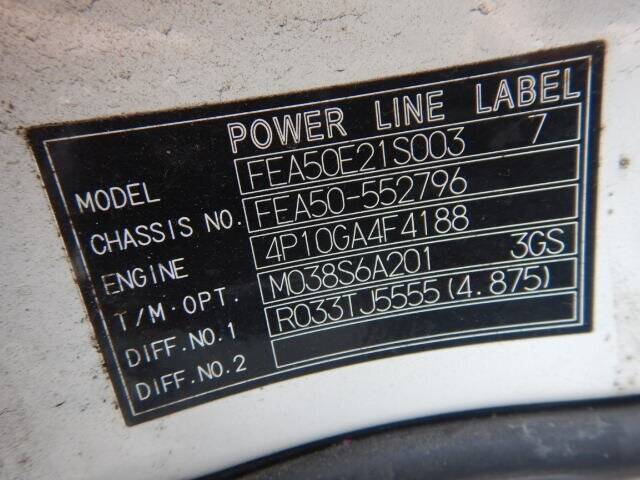 POWER LINE LABEL
MODEL FEA50E21S003 7
CHASSIS NO. FEA50-552796
ENGINE 4P10GA4F4188
T/M·OPT. M038S6A201 3GS
DIFF.NO.1 R033TJ5555(4.875)
DIFF.NO.2